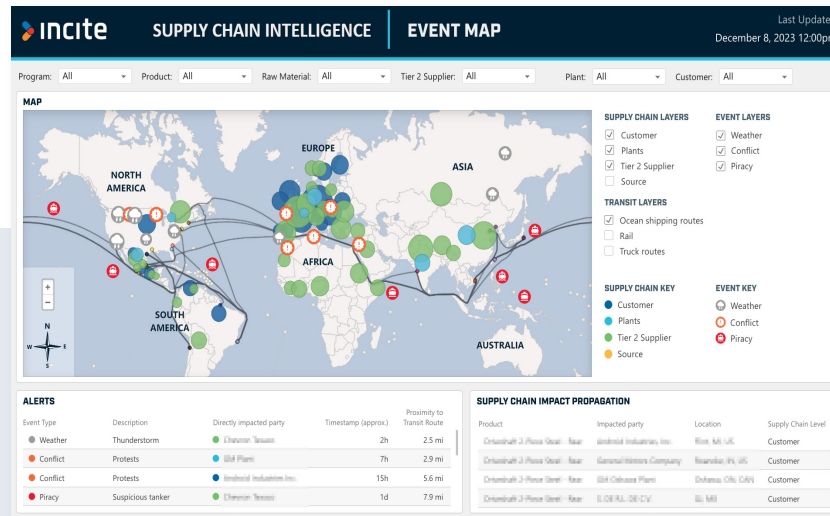 incite SUPPLY CHAIN INTELLIGENCE EVENT MAP
Last Update
December 8, 2023 12:00pm
Program: All Product: All Raw Material: All Tier 2 Supplier: All Plant: All Customer: All
MAP
EUROPE
ASIA
NORTH
AMERICA
AFRICA
SOUTH
AMERICA
AUSTRALIA
+
−
N
W E
S
SUPPLY CHAIN LAYERS
Customer
Plants
Tier 2 Supplier
Source
TRANSIT LAYERS
Ocean shipping routes
Rail
Truck routes
EVENT LAYERS
Weather
Conflict
Piracy
SUPPLY CHAIN KEY
Customer
Plants
Tier 2 Supplier
Source
EVENT KEY
Weather
Conflict
Piracy
ALERTS
Event Type Description Directly impacted party Timestamp (approx.) Proximity to
Transit Route
Weather Thunderstorm 2h 2.5 mi
Conflict Protests 7h 2.9 mi
Conflict Protests 15h 5.6 mi
Piracy Suspicious tanker 1d 7.9 mi
SUPPLY CHAIN IMPACT PROPAGATION
Product Impacted party Location Supply Chain Level
Customer
Customer
Customer
Customer